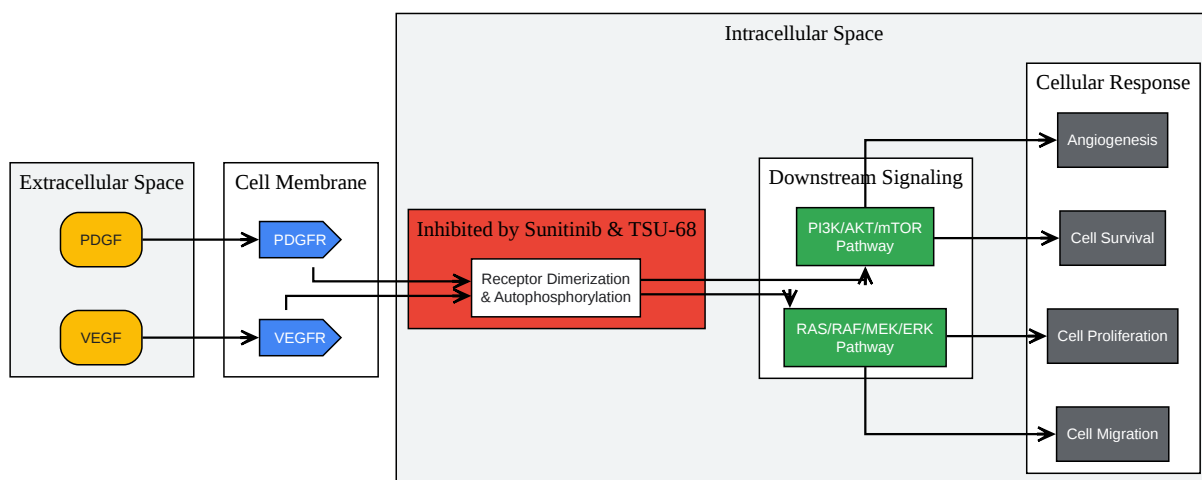 Intracellular Space
Cellular Response
Angiogenesis
Extracellular Space
Cell Membrane
Downstream Signaling
Inhibited by Sunitinib & TSU-68
PDGF
PDGFR
PI3K/AKT/mTOR
Pathway
Cell Survival
Receptor Dimerization
& Autophosphorylation
VEGF
VEGFR
RAS/RAF/MEK/ERK
Pathway
Cell Proliferation
Cell Migration